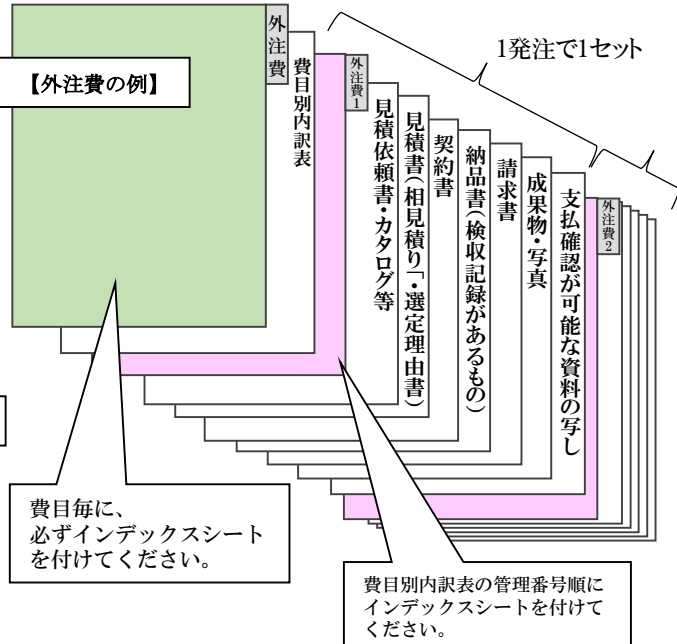 【外注費の例】
外注費
費目別内訳表
外注費1
見積依頼書・カタログ等
見積書(相見積り「・選定理由書)
契約書
納品書(検収記録があるもの)
請求書
成果物・写真
支払確認が可能な資料の写し
外注費2
1発注で1セット
費目毎に、
必ずインデックスシート
を付けてください。
費目別内訳表の管理番号順に
インデックスシートを付けて
ください。